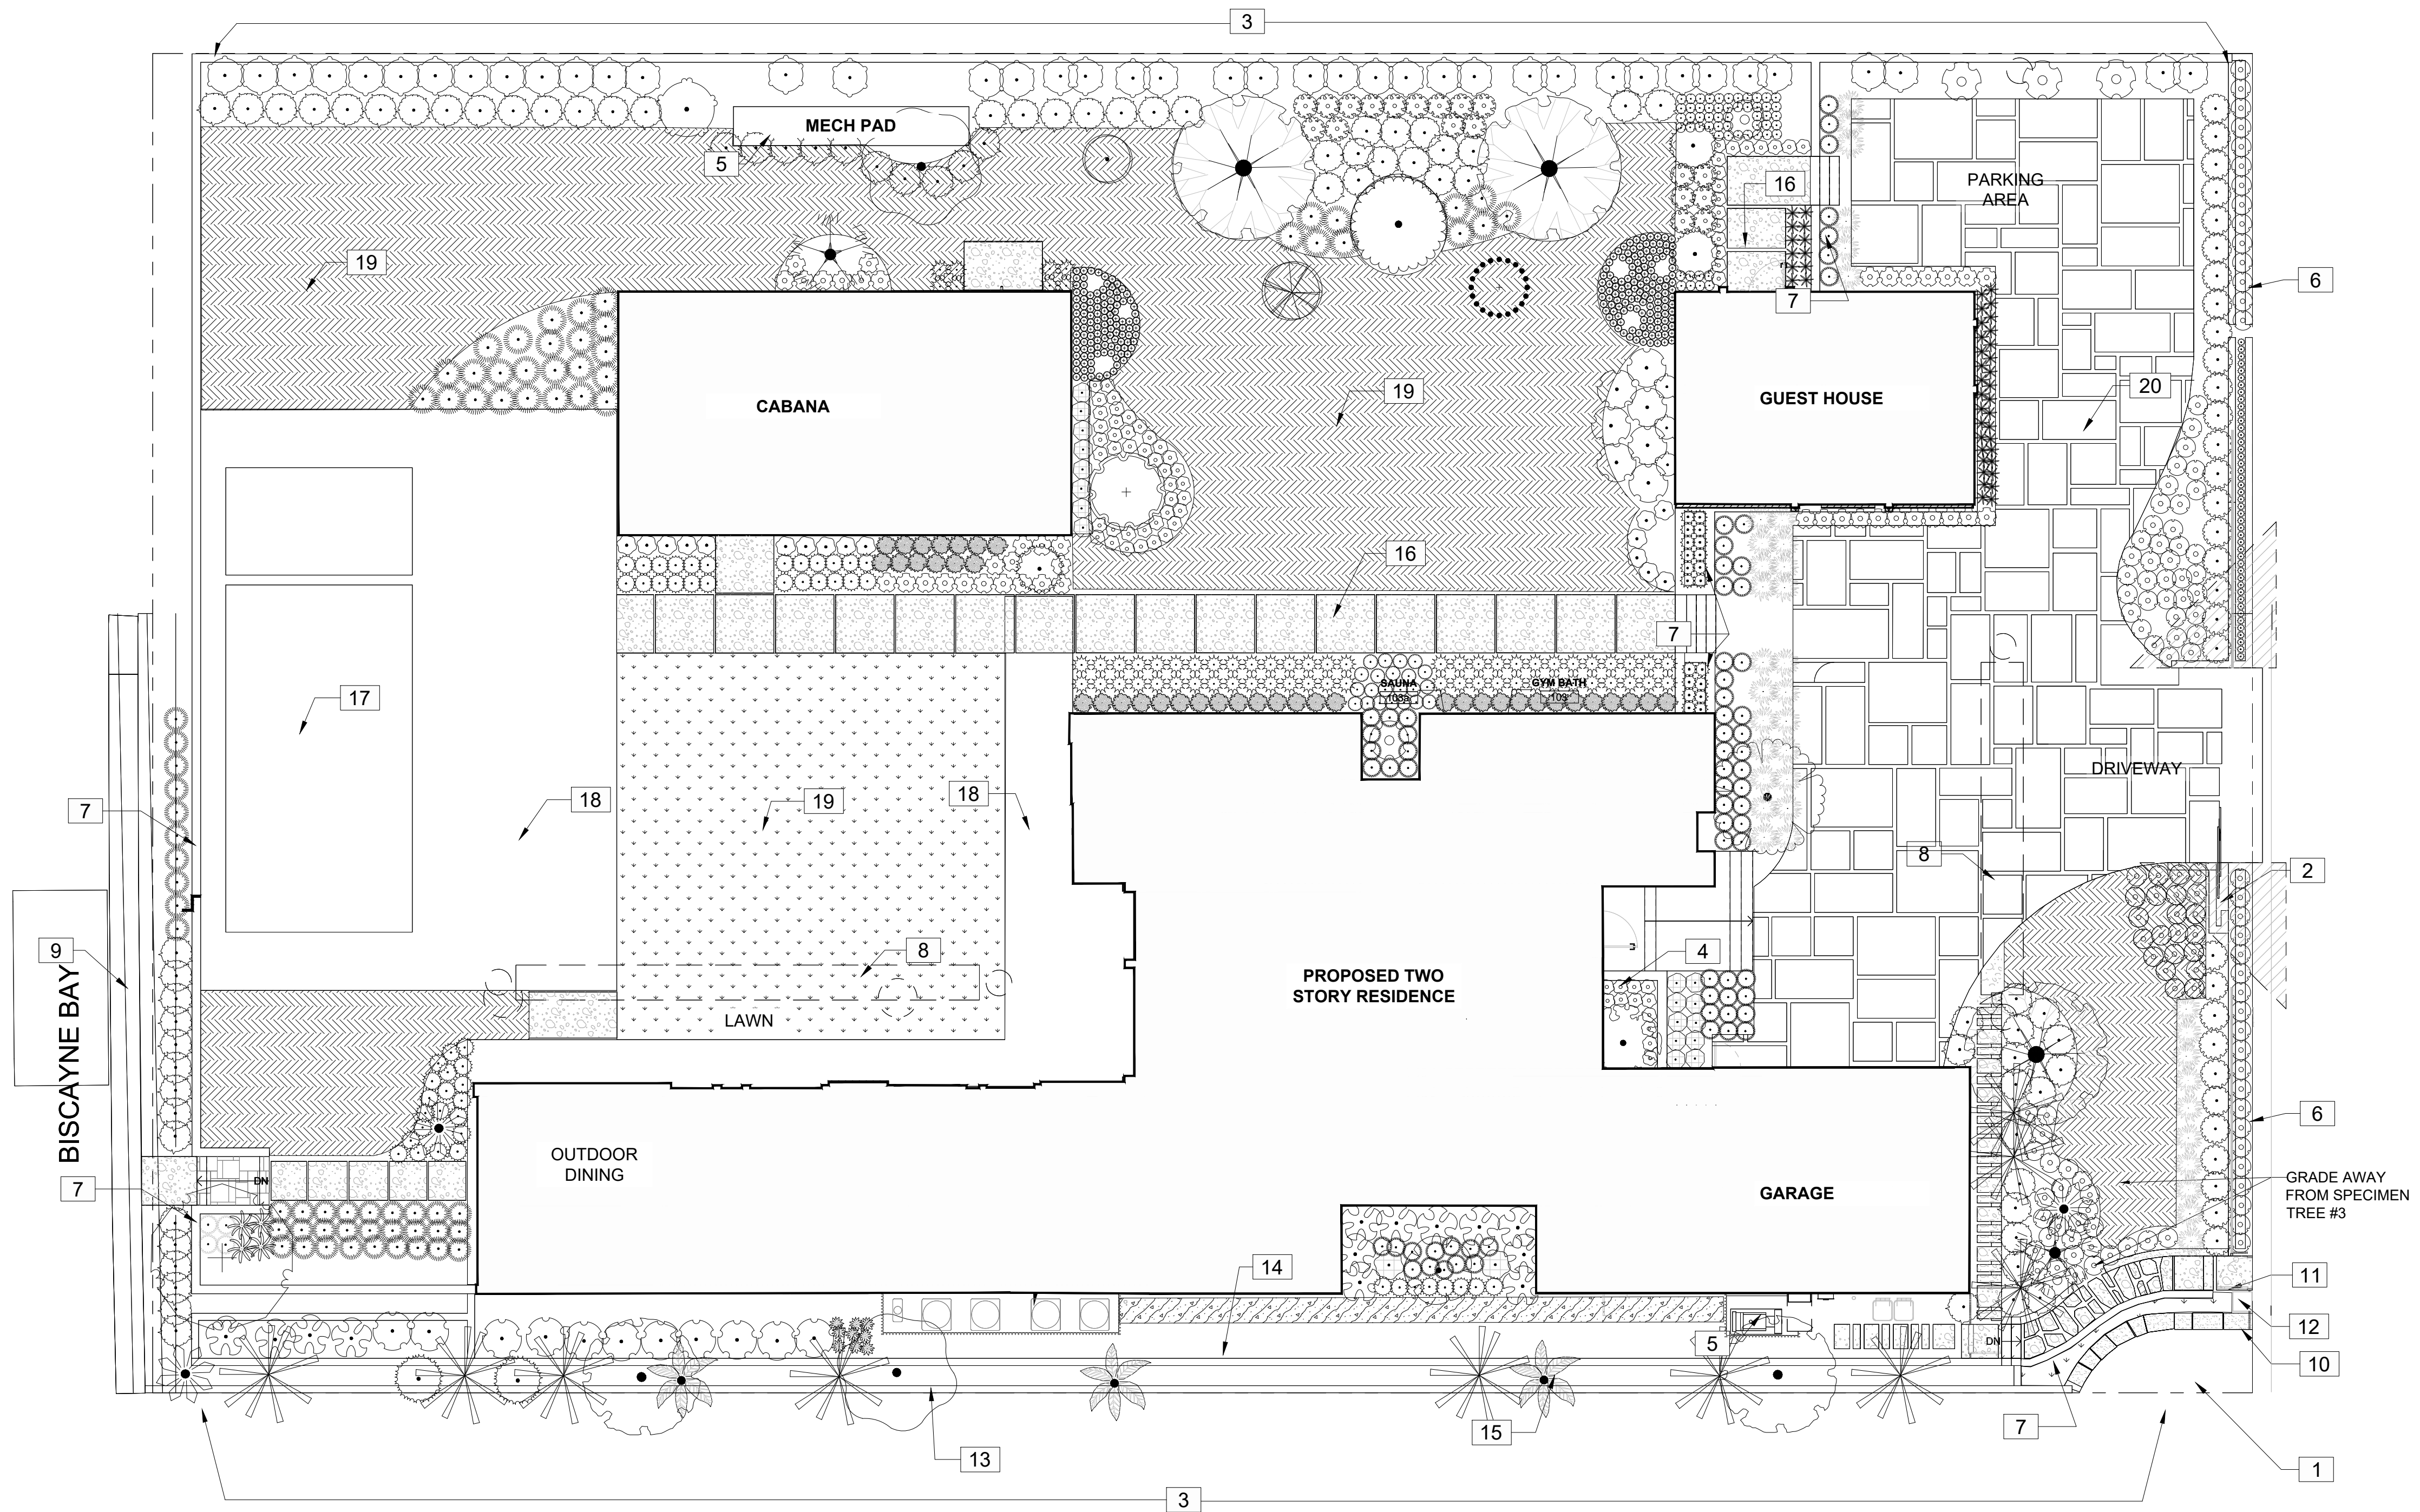 3
MECH PAD
5
16
PARKING
AREA
19
7
6
CABANA
19
GUEST HOUSE
20
16
7
SAUNA
103a
GYM BATH
103
17
DRIVEWAY
7
18
19
18
8
2
9
8
4
BISCAYNE BAY
PROPOSED TWO
STORY RESIDENCE
LAWN
6
OUTDOOR
DINING
DN
7
GARAGE
GRADE AWAY
FROM SPECIMEN
TREE #3
14
11
12
5
DN
10
7
15
13
1
3